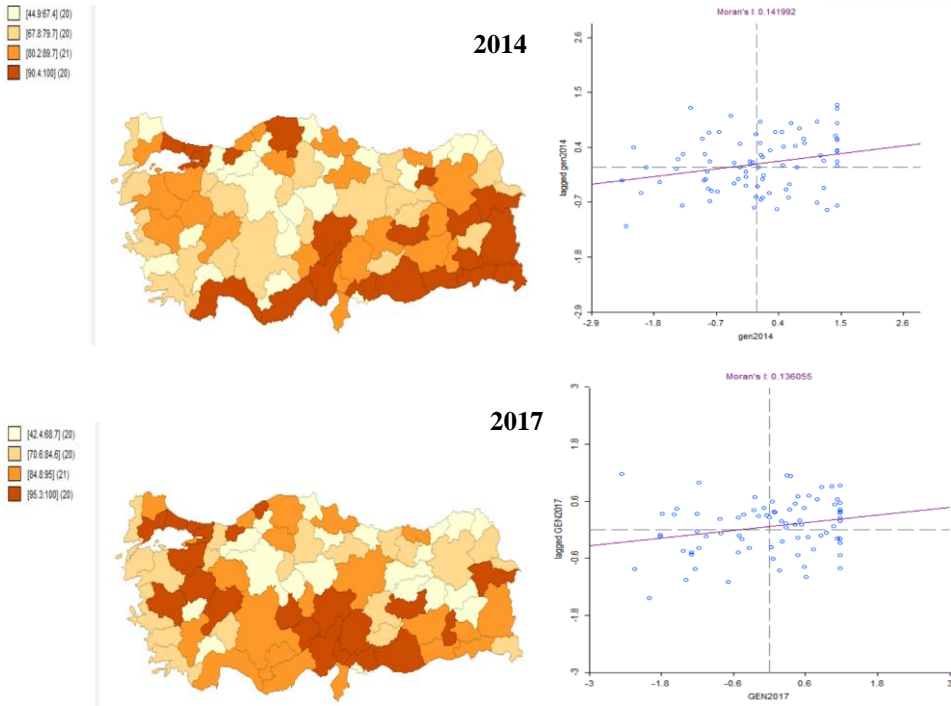 [44.9:67.4] (20)
[67.8:79.7] (20)
[80.2:89.7] (21)
[90.4:100] (20)
2014
Moran's I: 0.141992
2.6
1.5
0.4
-0.7
-1.8
-2.9
lagged gen2014
-2.9 -1.8 -0.7 0.4 1.5 2.6
gen2014
[42.4:68.7] (20)
[70.6:84.6] (20)
[84.8:95] (21)
[95.3:100] (20)
2017
Moran's I: 0.136055
3
1.8
0.6
-0.6
-1.8
-3
lagged GEN2017
-3 -1.8 -0.6 0.6 1.8 3
GEN2017